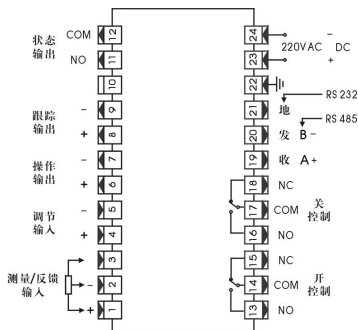 状态
输出
COM
12
NO
11
10
跟踪
输出
-
9
+
8
操作
输出
-
7
+
6
调节
输入
-
5
+
4
测量/反馈
输入
3
-
2
+
1
24
-
220VAC
DC
23
+
22
RS 232
21
地
RS 485
20
发
B -
19
收
A +
18
NC
17
COM
关
控制
16
NO
15
NC
14
COM
开
控制
13
NO